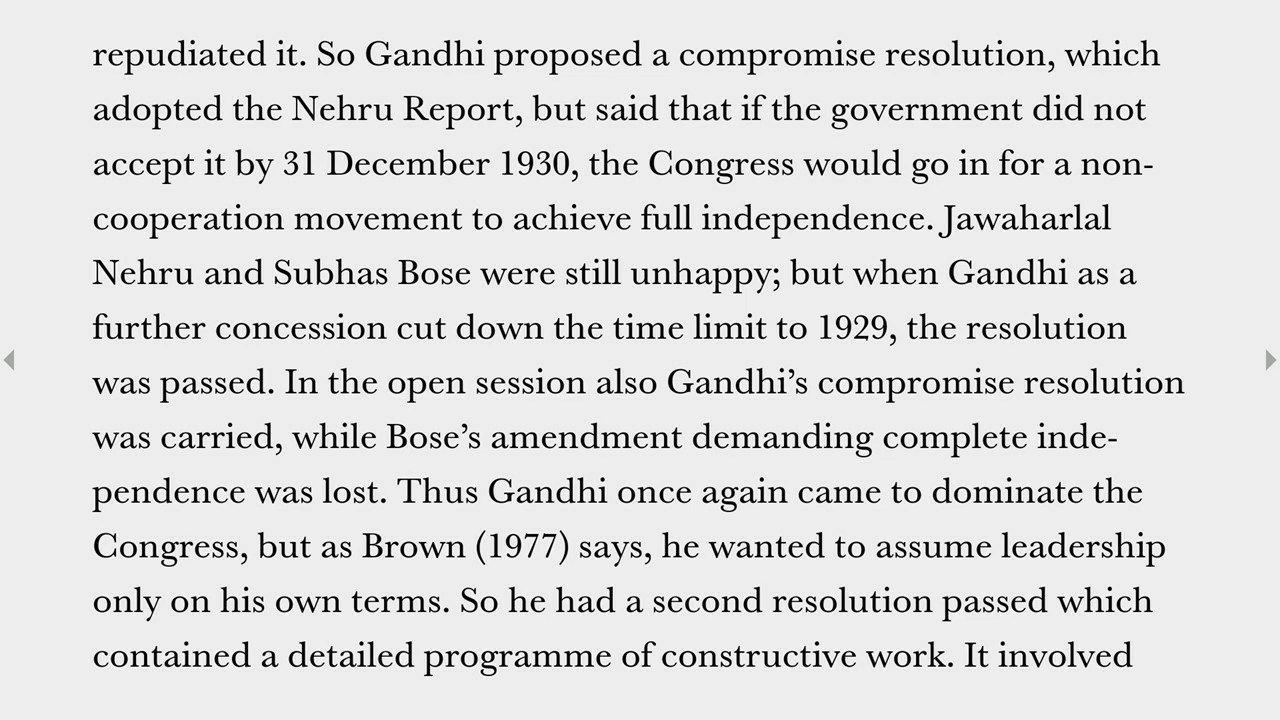 repudiated it. So Gandhi proposed a compromise resolution, which
adopted the Nehru Report, but said that if the government did not
accept it by 31 December 1930, the Congress would go in for a non-
cooperation movement to achieve full independence. Jawaharlal
Nehru and Subhas Bose were still unhappy; but when Gandhi as a
further concession cut down the time limit to 1929, the resolution
was passed. In the open session also Gandhi’s compromise resolution
was carried, while Bose’s amendment demanding complete inde-
pendence was lost. Thus Gandhi once again came to dominate the
Congress, but as Brown (1977) says, he wanted to assume leadership
only on his own terms. So he had a second resolution passed which
contained a detailed programme of constructive work. It involved